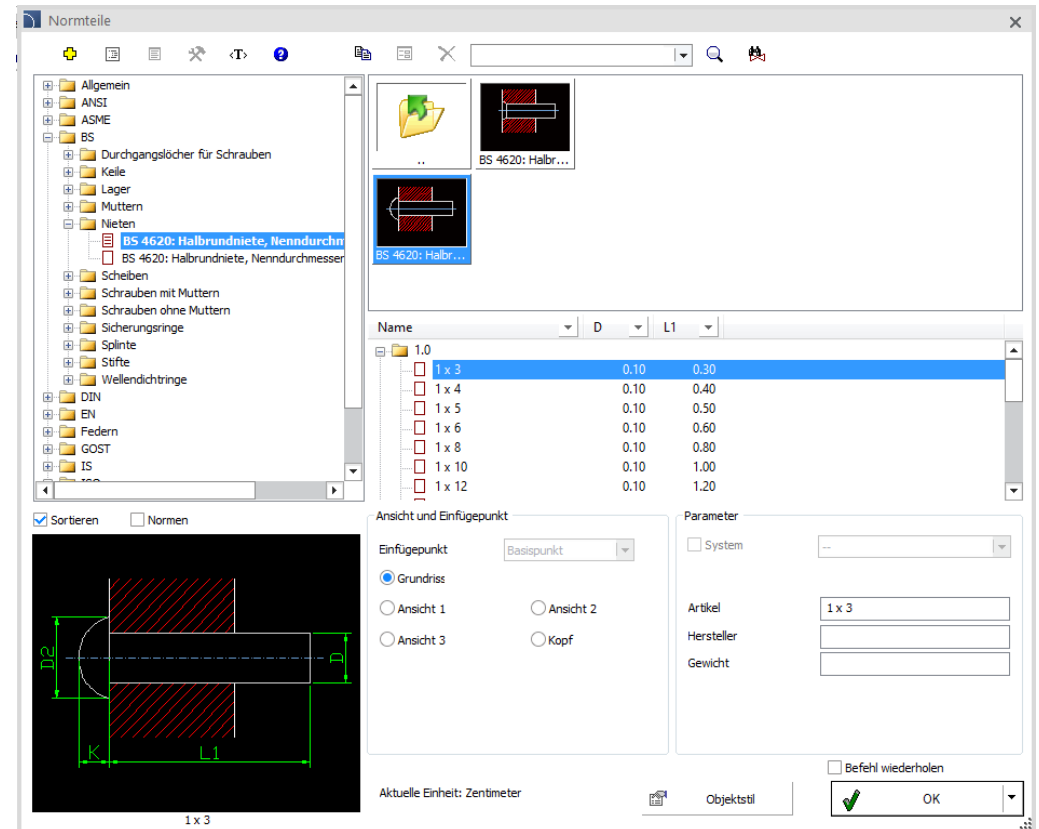 Normteile
<T>
Allgemein
ANSI
ASME
BS
Durchgangslöcher für Schrauben
Keile
Lager
Muttern
Nieten
BS 4620: Halbrundniete, Nenndurchm
BS 4620: Halbrundniete, Nenndurchmesser
Scheiben
Schrauben mit Muttern
Schrauben ohne Muttern
Sicherungsringe
Splinte
Stifte
Wellendichtringe
DIN
EN
Federn
GOST
IS
ISO
..
BS 4620: Halbr...
BS 4620: Halbr...
Name D L1
1.0
1 x 3 0.10 0.30
1 x 4 0.10 0.40
1 x 5 0.10 0.50
1 x 6 0.10 0.60
1 x 8 0.10 0.80
1 x 10 0.10 1.00
1 x 12 0.10 1.20
Sortieren Normen
D2
D
K
L1
1 x 3
Ansicht und Einfügepunkt
Einfügepunkt Basispunkt
Grundriss
Ansicht 1 Ansicht 2
Ansicht 3 Kopf
Parameter
System --
Artikel 1 x 3
Hersteller
Gewicht
Befehl wiederholen
Aktuelle Einheit: Zentimeter
Objektstil
OK